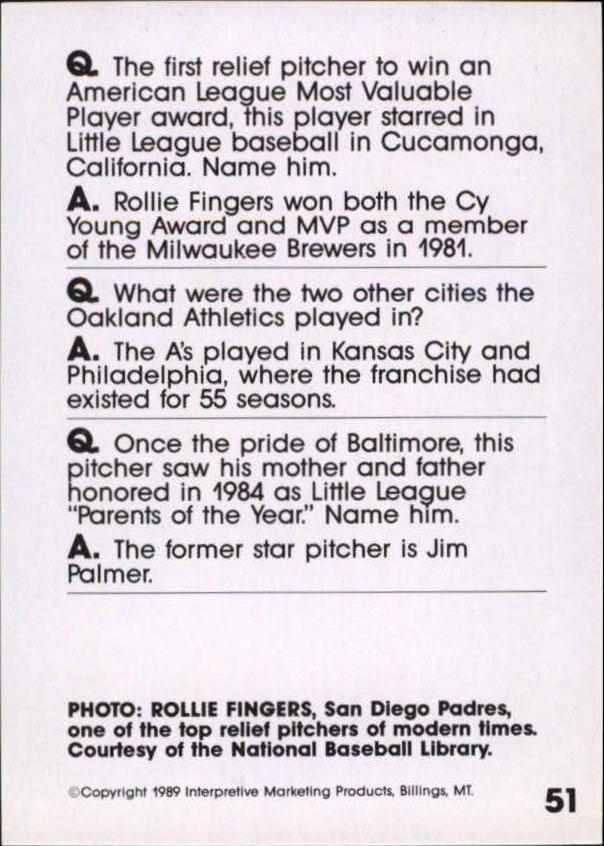 Q. The first relief pitcher to win an
American League Most Valuable
Player award, this player starred in
Little League baseball in Cucamonga,
California. Name him.
A. Rollie Fingers won both the Cy
Young Award and MVP as a member
of the Milwaukee Brewers in 1981.
Q. What were the two other cities the
Oakland Athletics played in?
A. The A's played in Kansas City and
Philadelphia, where the franchise had
existed for 55 seasons.
Q. Once the pride of Baltimore, this
pitcher saw his mother and father
honored in 1984 as Little League
"Parents of the Year." Name him.
A. The former star pitcher is Jim
Palmer.
PHOTO: ROLLIE FINGERS, San Diego Padres,
one of the top relief pitchers of modern times.
Courtesy of the National Baseball Library.
©Copyright 1989 Interpretive Marketing Products, Billings, MT.
51